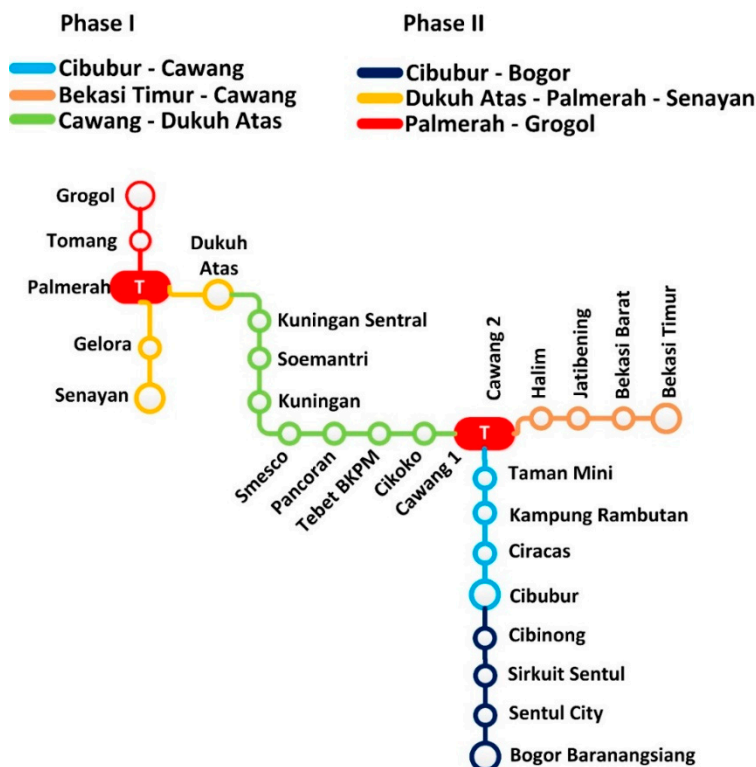 Phase I
Cibubur - Cawang
Bekasi Timur - Cawang
Cawang - Dukuh Atas
Phase II
Cibubur - Bogor
Dukuh Atas - Palmerah - Senayan
Palmerah - Grogol
Grogol
Tomang
Dukuh
Atas
Palmerah
T
Gelora
Senayan
Kuningan Sentral
Soemantri
Kuningan
Smesco
Pancoran
Tebet BKPM
Cikoko
Cawang 1
Cawang 2
T
Halim
Jatibening
Bekasi Barat
Bekasi Timur
Taman Mini
Kampung Rambutan
Ciracas
Cibubur
Cibinong
Sirkuit Sentul
Sentul City
Bogor Baranangsiang